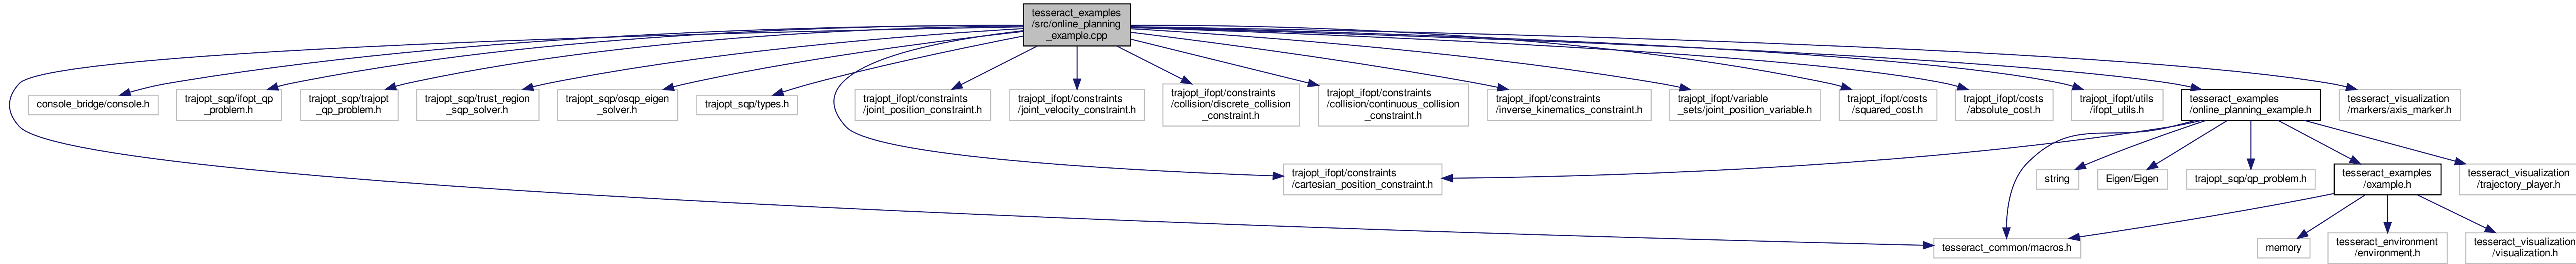 tesseract_examples
/src/online_planning
_example.cpp
console_bridge/console.h
trajopt_sqp/ifopt_qp
_problem.h
trajopt_sqp/trajopt
_qp_problem.h
trajopt_sqp/trust_region
_sqp_solver.h
trajopt_sqp/osqp_eigen
_solver.h
trajopt_sqp/types.h
trajopt_ifopt/constraints
/joint_position_constraint.h
trajopt_ifopt/constraints
/joint_velocity_constraint.h
trajopt_ifopt/constraints
/collision/discrete_collision
_constraint.h
trajopt_ifopt/constraints
/collision/continuous_collision
_constraint.h
trajopt_ifopt/constraints
/inverse_kinematics_constraint.h
trajopt_ifopt/variable
_sets/joint_position_variable.h
trajopt_ifopt/costs
/squared_cost.h
trajopt_ifopt/costs
/absolute_cost.h
trajopt_ifopt/utils
/ifopt_utils.h
tesseract_examples
/online_planning_example.h
tesseract_visualization
/markers/axis_marker.h
trajopt_ifopt/constraints
/cartesian_position_constraint.h
string
Eigen/Eigen
trajopt_sqp/qp_problem.h
tesseract_examples
/example.h
tesseract_visualization
/trajectory_player.h
tesseract_common/macros.h
memory
tesseract_environment
/environment.h
tesseract_visualization
/visualization.h